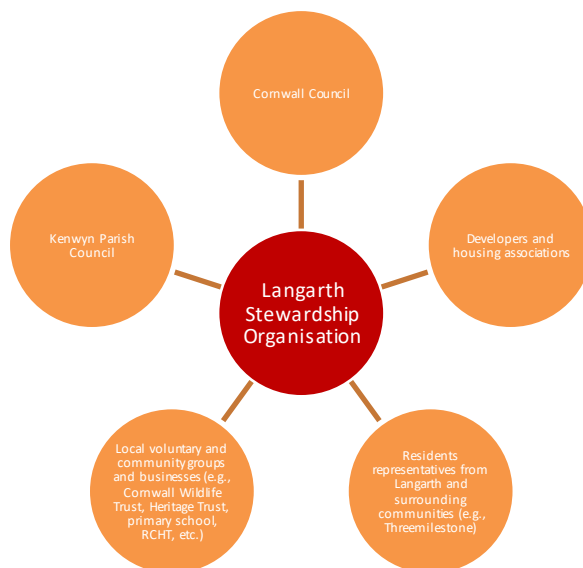 Cornwall Council
Kenwyn Parish
Council
Developers and
housing associations
Langarth
Stewardship
Organisation
Local voluntary and
community groups
and businesses (e.g.,
Cornwall Wildlife
Trust, Heritage Trust,
primary school,
RCHT, etc.)
Residents
representatives from
Langarth and
surrounding
communities (e.g.,
Threemilestone)